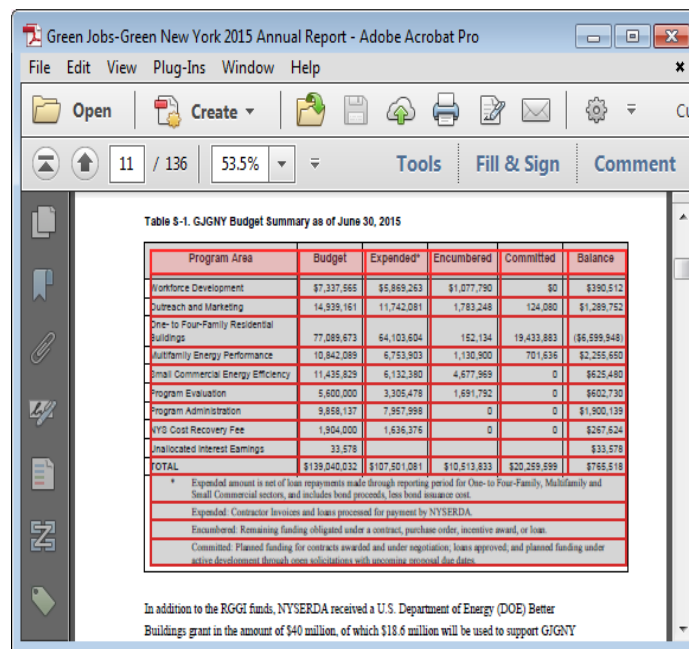 Green Jobs-Green New York 2015 Annual Report - Adobe Acrobat Pro
File Edit View Plug-Ins Window Help
Open Create Cu
11 / 136 53.5% Tools Fill & Sign Comment
Table S-1. GJGNY Budget Summary as of June 30, 2015
Program Area Budget Expended* Encumbered Committed Balance
Workforce Development $7,337,565 $5,869,263 $1,077,790 $0 $390,512
Outreach and Marketing 14,939,161 11,742,081 1,783,248 124,080 $1,289,752
One- to Four-Family Residential
Buildings 77,089,673 64,103,604 152,134 19,433,883 ($6,599,948)
Multifamily Energy Performance 10,842,089 6,753,903 1,130,900 701,636 $2,255,650
Small Commercial Energy Efficiency 11,435,829 6,132,380 4,677,969 0 $625,480
Program Evaluation 5,600,000 3,305,478 1,691,792 0 $602,730
Program Administration 9,858,137 7,957,998 0 0 $1,900,139
NYS Cost Recovery Fee 1,904,000 1,636,376 0 0 $267,624
Unallocated Interest Earnings 33,578 $33,578
TOTAL $139,040,032 $107,501,081 $10,513,833 $20,259,599 $765,518
* Expended amount is net of loan repayments made through reporting period for One- to Four-Family, Multifamily and
Small Commercial sectors, and includes bond proceeds, less bond issuance cost.
Expended: Contractor Invoices and loans processed for payment by NYSERDA.
Encumbered: Remaining funding obligated under a contract, purchase order, incentive award, or loan.
Committed: Planned funding for contracts awarded and under negotiation; loans approved, and planned funding under
active development through open solicitations with upcoming proposal due dates.
In addition to the RGGI funds, NYSERDA received a U.S. Department of Energy (DOE) Better
Buildings grant in the amount of $40 million, of which $18.6 million will be used to support GJGNY